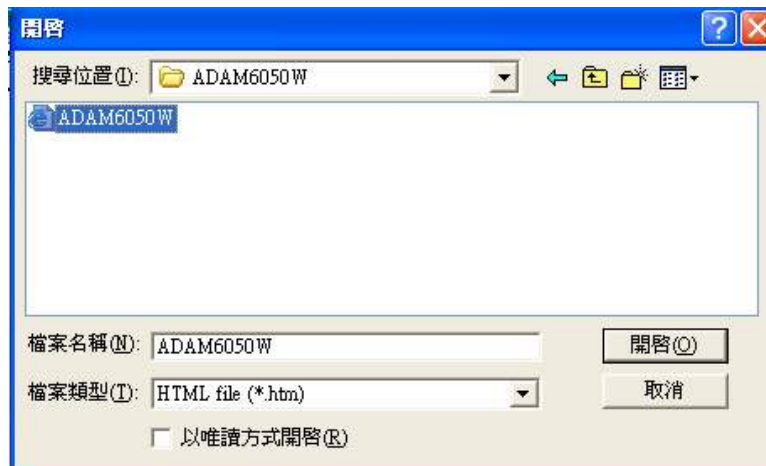 開啓
搜尋位置(I): ADAM6050W
ADAM6050W
檔案名稱(N): ADAM6050W 開啓(O)
檔案類型(T): HTML file (*.htm) 取消
以唯讀方式開啓(R)